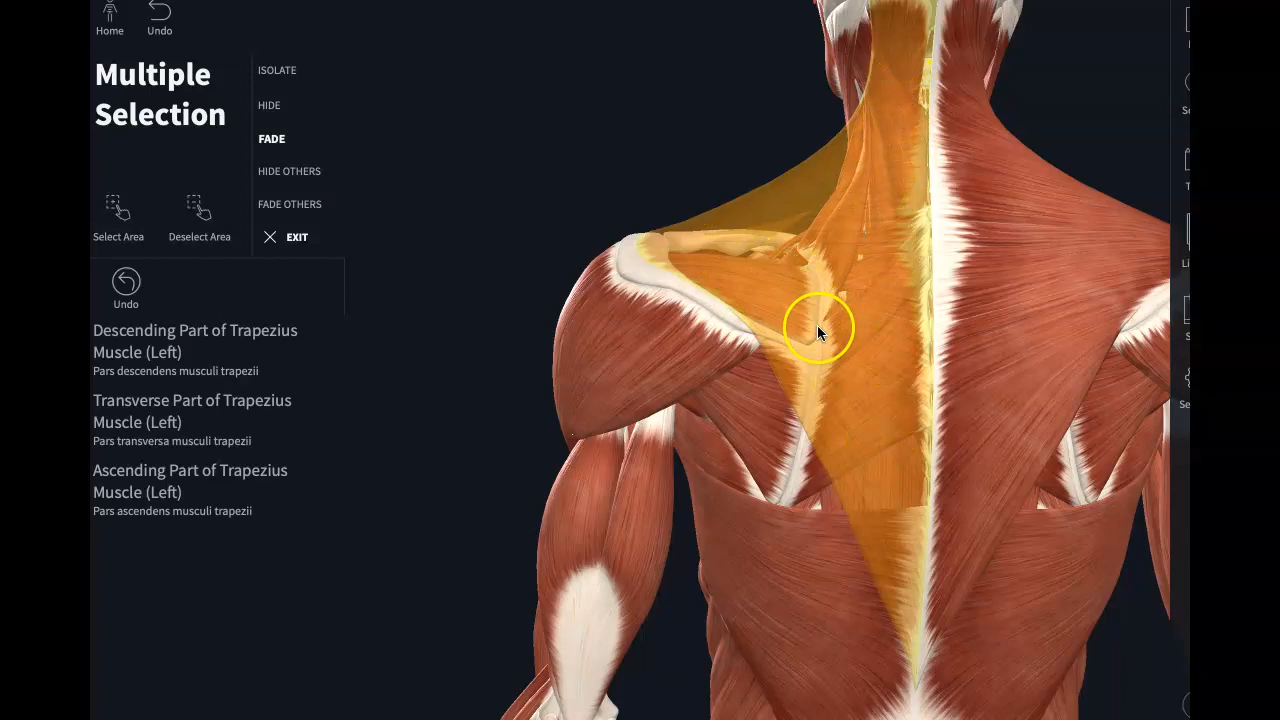 Home
Undo
Multiple
Selection
ISOLATE
HIDE
FADE
HIDE OTHERS
FADE OTHERS
EXIT
Select Area
Deselect Area
Undo
Descending Part of Trapezius
Muscle (Left)
Pars descendens musculi trapezii
Transverse Part of Trapezius
Muscle (Left)
Pars transversa musculi trapezii
Ascending Part of Trapezius
Muscle (Left)
Pars ascendens musculi trapezii